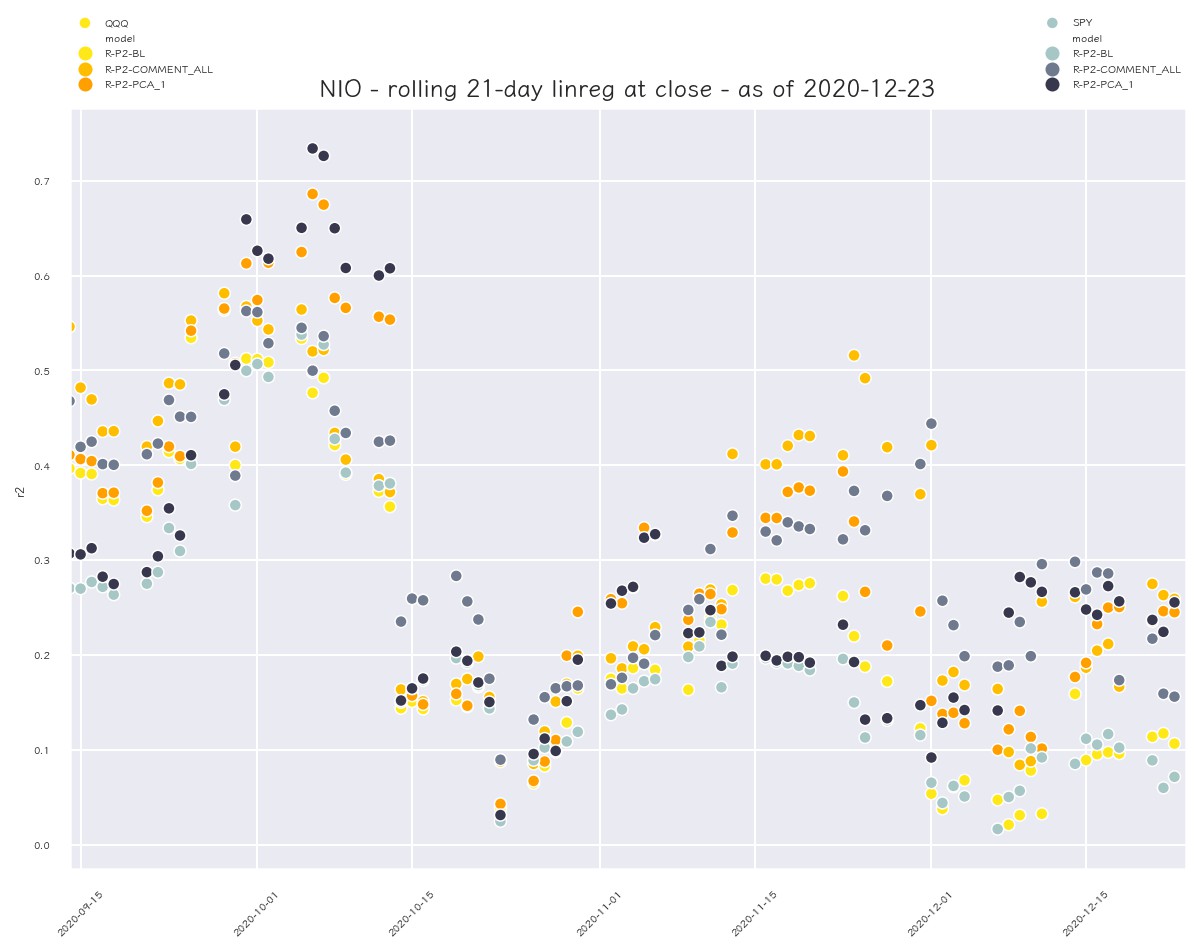 QQQ
model
R-P2-BL
R-P2-COMMENT_ALL
R-P2-PCA_1
SPY
model
R-P2-BL
R-P2-COMMENT_ALL
R-P2-PCA_1
NIO - rolling 21-day linreg at close - as of 2020-12-23
r2
0.7
0.6
0.5
0.4
0.3
0.2
0.1
0.0
2020-09-15
2020-10-01
2020-10-15
2020-11-01
2020-11-15
2020-12-01
2020-12-15